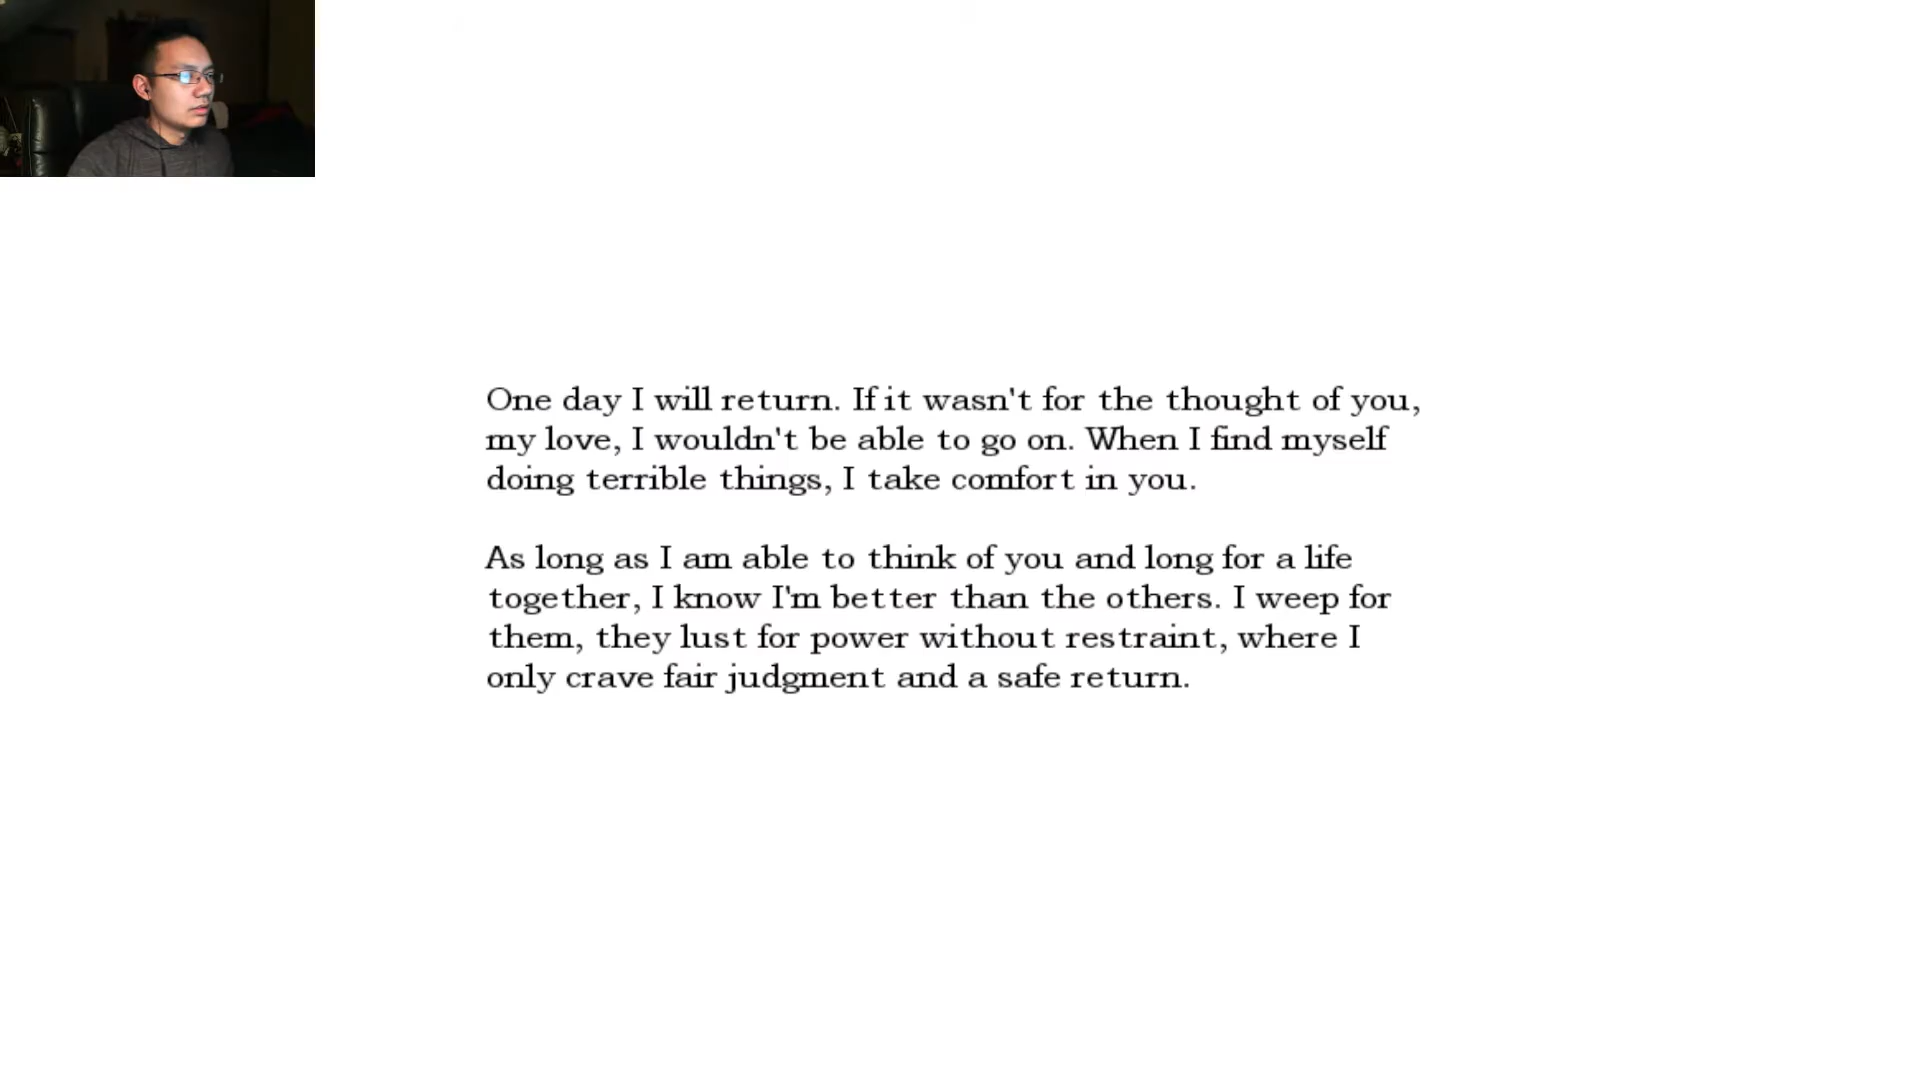 One day I will return. If it wasn't for the thought of you,
my love, I wouldn't be able to go on. When I find myself
doing terrible things, I take comfort in you.
As long as I am able to think of you and long for a life
together, I know I'm better than the others. I weep for
them, they lust for power without restraint, where I
only crave fair judgment and a safe return.